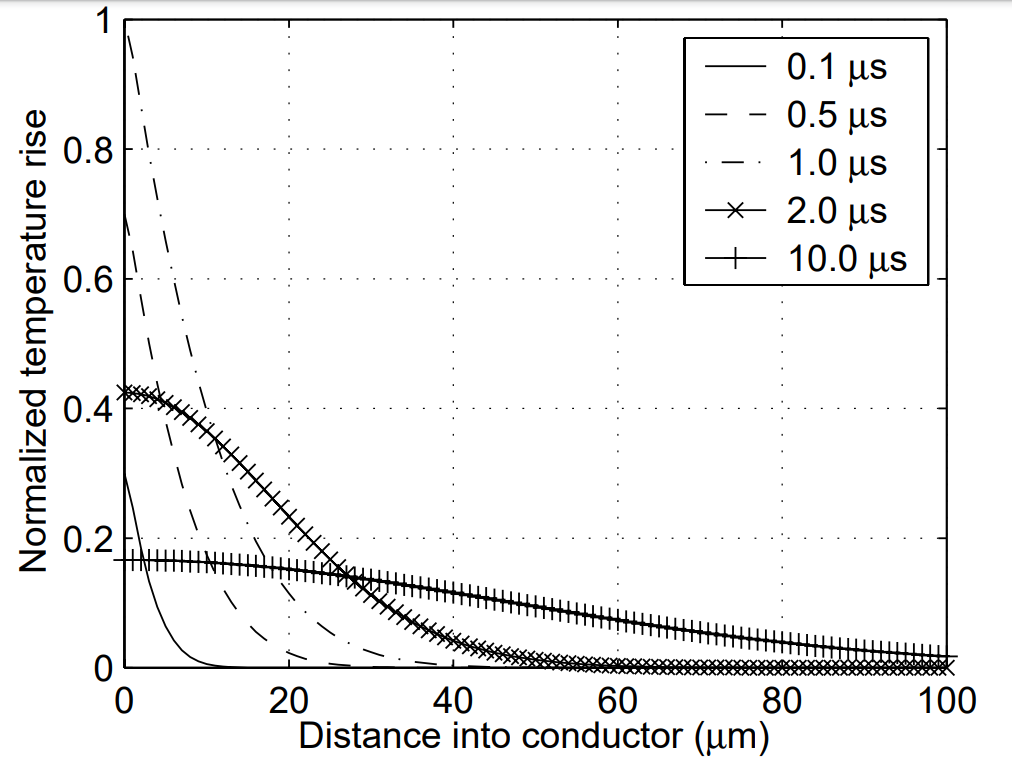 Normalized temperature rise
1
0.8
0.6
0.4
0.2
0
0.1 μs
0.5 μs
1.0 μs
2.0 μs
10.0 μs
0 20 40 60 80 100
Distance into conductor (μm)